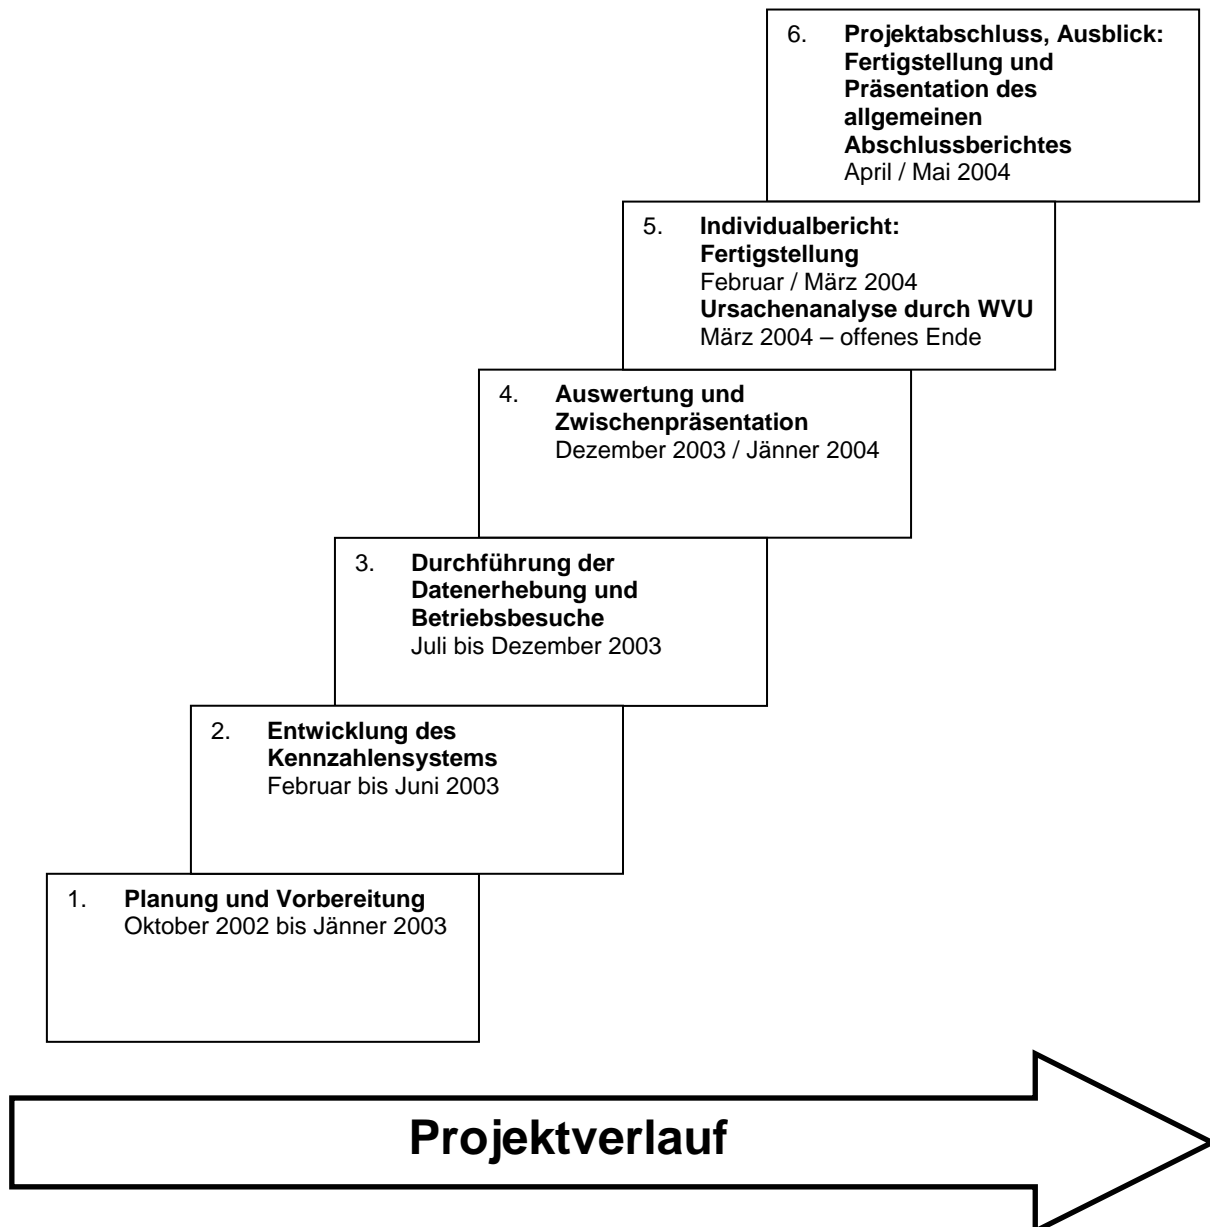 6. Projektabschluss, Ausblick:
Fertigstellung und
Präsentation des
allgemeinen
Abschlussberichtes
April / Mai 2004
5. Individualbericht:
Fertigstellung
Februar / März 2004
Ursachenanalyse durch WVU
März 2004 – offenes Ende
4. Auswertung und
Zwischenpräsentation
Dezember 2003 / Jänner 2004
3. Durchführung der
Datenerhebung und
Betriebsbesuche
Juli bis Dezember 2003
2. Entwicklung des
Kennzahlensystems
Februar bis Juni 2003
1. Planung und Vorbereitung
Oktober 2002 bis Jänner 2003
Projektverlauf